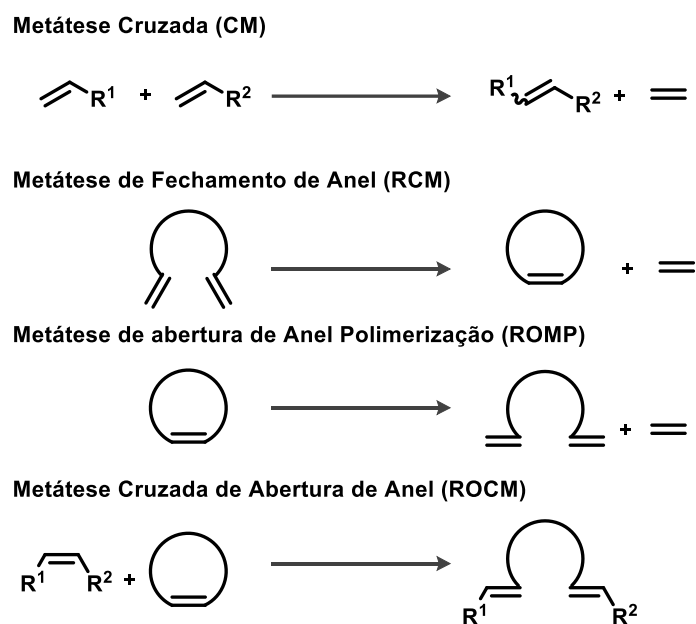 Metátese Cruzada (CM)
R¹ + R² R¹ R² +
Metátese de Fechamento de Anel (RCM)
+
Metátese de abertura de Anel Polimerização (ROMP)
+
Metátese Cruzada de Abertura de Anel (ROCM)
R¹ R² + R¹ R²